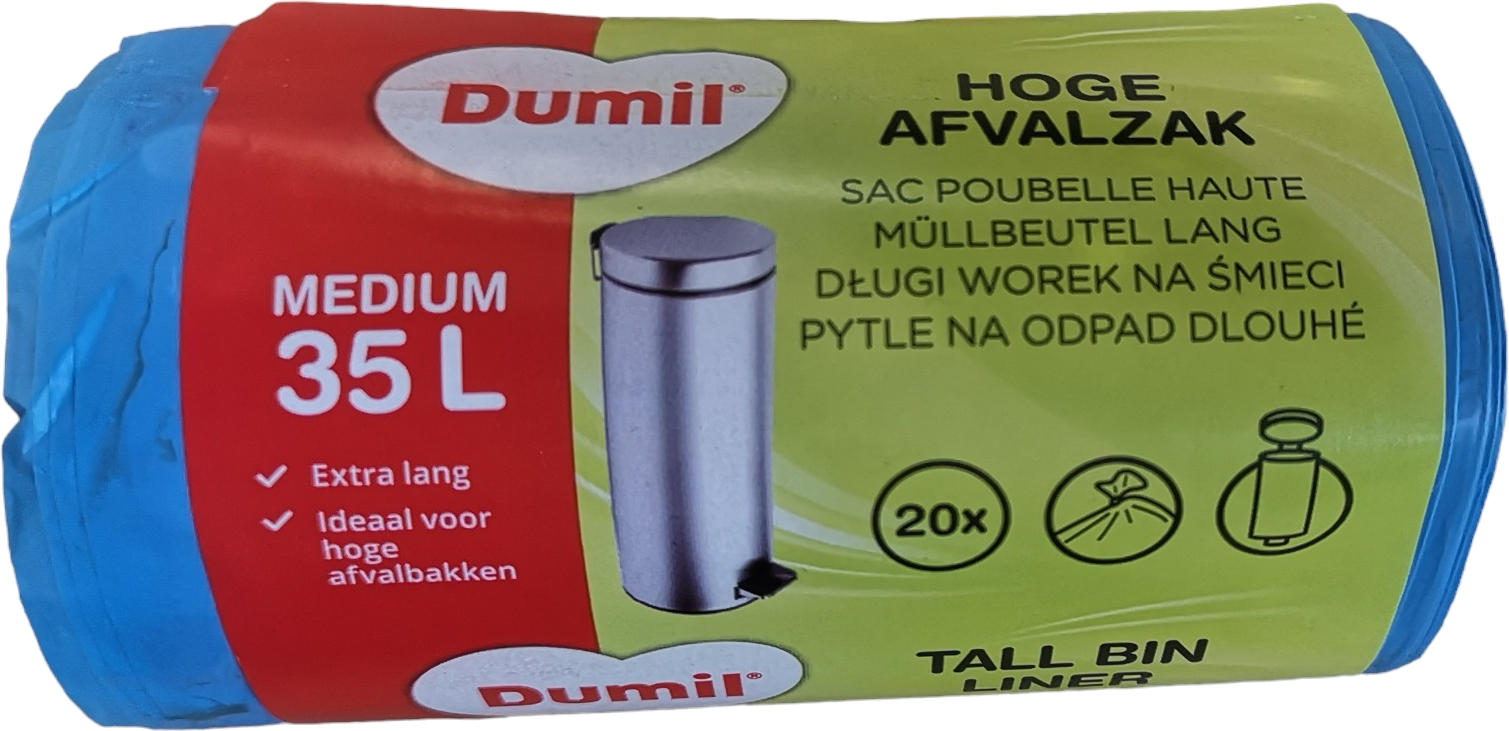 Dumil®
HOGE
AFVALZAK
SAC POUBELLE HAUTE
MÜLLBEUTEL LANG
DŁUGI WOREK NA ŚMIECI
PYTLE NA ODPAD DLOUHÉ
MEDIUM
35 L
Extra lang
Ideaal voor
hoge
afvalbakken
20x
Dumil®
TALL BIN
LINER